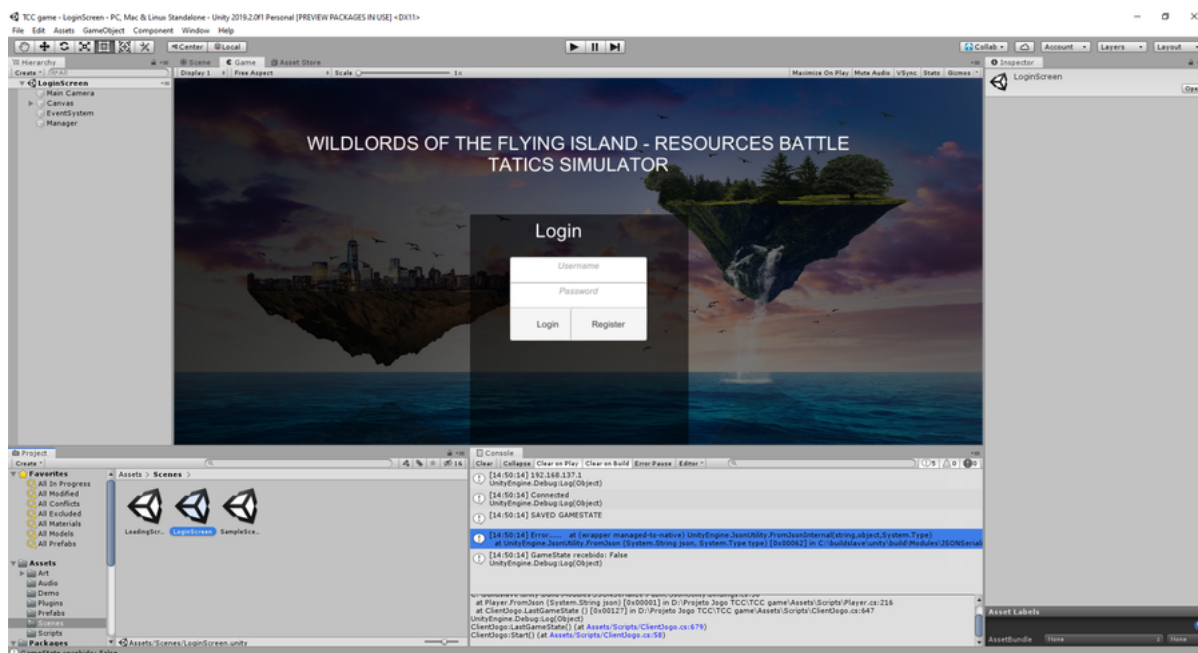 TCC game - LoginScreen - PC, Mac & Linux Standalone - Unity 2019.2.0f1 Personal [PREVIEW PACKAGES IN USE] <DX11>
File Edit Assets GameObject Component Window Help
Center Local Collab Account Layers Layout
Hierarchy Scene Game Asset Store Inspector
Create All Display 1 Free Aspect Scale 1x Maximize On Play Mute Audio VSync Stats Gizmos
LoginScreen
Main Camera
Canvas
EventSystem
Manager
LoginScreen
Open
WILDLORDS OF THE FLYING ISLAND - RESOURCES BATTLE
TATICS SIMULATOR
Login
Username
Password
Login Register
Project
Create 16
Favorites
All In Progress
All Modified
All Conflicts
All Excluded
All Materials
All Models
All Prefabs
Assets
Art
Audio
Demo
Plugins
Prefabs
Scenes
Scripts
Packages
Assets > Scenes >
LoadingScr... LoginScreen SampleSce...
Assets/Scenes/LoginScreen.unity
Console
Clear Collapse Clear on Play Clear on Build Error Pause Editor 5 0 0
[14:50:14] 192.168.137.1
UnityEngine.Debug:Log(Object)
[14:50:14] Connected
UnityEngine.Debug:Log(Object)
[14:50:14] SAVED GAMESTATE
[14:50:14] Error..... at (wrapper managed-to-native) UnityEngine.JsonUtility.FromJsonInternal(string,object,System.Type)
at UnityEngine.JsonUtility.FromJson (System.String json, System.Type type) [0x00062] in C:\buildslave\unity\build\Modules\JSONSeriali
[14:50:14] GameState recebido: False
UnityEngine.Debug:Log(Object)
at Player.FromJson (System.String json) [0x00001] in D:\Projeto Jogo TCC\TCC game\Assets\Scripts\Player.cs:216
at ClientJogo.LastGameState () [0x00127] in D:\Projeto Jogo TCC\TCC game\Assets\Scripts\ClientJogo.cs:647
UnityEngine.Debug:Log(Object)
ClientJogo:LastGameState() (at Assets/Scripts/ClientJogo.cs:679)
ClientJogo:Start() (at Assets/Scripts/ClientJogo.cs:58)
Asset Labels
AssetBundle None None
GameState recebido: False